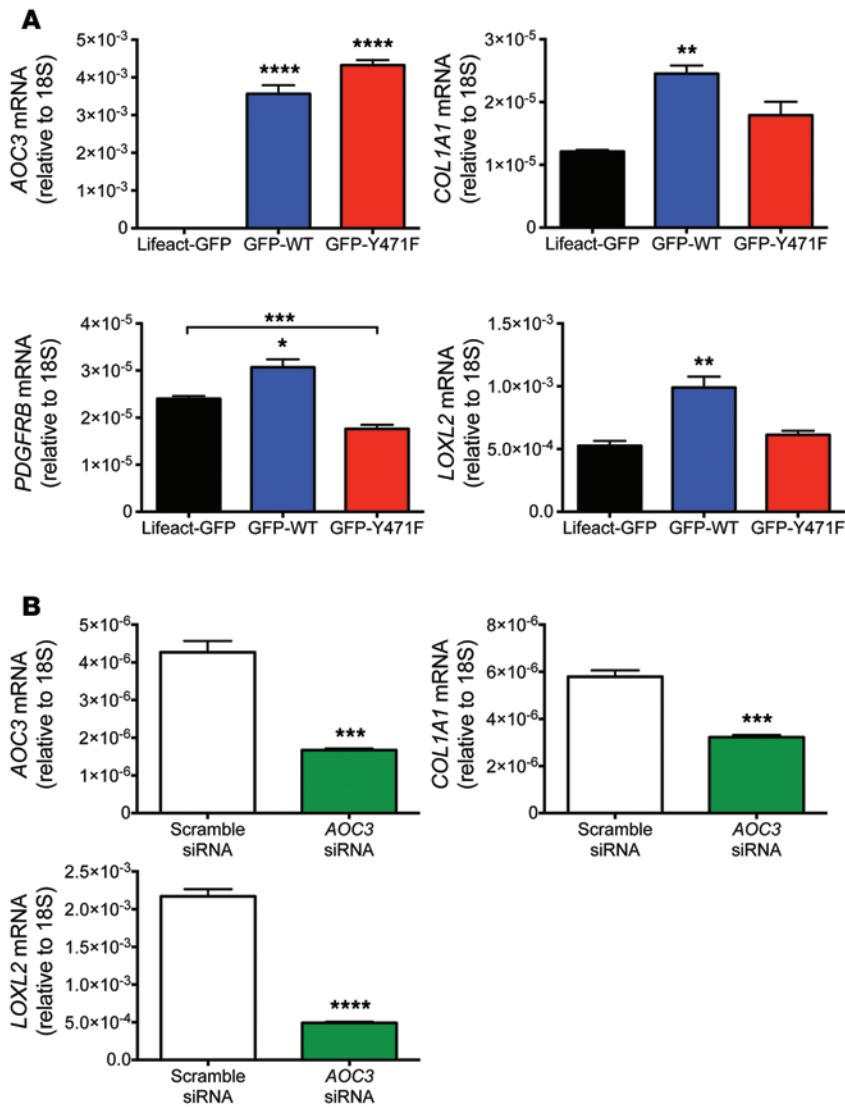 A
AOC3 mRNA
(relative to 18S)
5×10⁻³
4×10⁻³
3×10⁻³
2×10⁻³
1×10⁻³
0
****
****
Lifeact-GFP GFP-WT GFP-Y471F
COL1A1 mRNA
(relative to 18S)
3×10⁻⁵
2×10⁻⁵
1×10⁻⁵
0
**
Lifeact-GFP GFP-WT GFP-Y471F
PDGFRB mRNA
(relative to 18S)
4×10⁻⁵
3×10⁻⁵
2×10⁻⁵
1×10⁻⁵
0
***
*
Lifeact-GFP GFP-WT GFP-Y471F
LOXL2 mRNA
(relative to 18S)
1.5×10⁻³
1.0×10⁻³
5.0×10⁻⁴
0.0
**
Lifeact-GFP GFP-WT GFP-Y471F
B
AOC3 mRNA
(relative to 18S)
5×10⁻⁶
4×10⁻⁶
3×10⁻⁶
2×10⁻⁶
1×10⁻⁶
0
***
Scramble AOC3
siRNA siRNA
COL1A1 mRNA
(relative to 18S)
8×10⁻⁶
6×10⁻⁶
4×10⁻⁶
2×10⁻⁶
0
***
Scramble AOC3
siRNA siRNA
LOXL2 mRNA
(relative to 18S)
2.5×10⁻³
2.0×10⁻³
1.5×10⁻³
1.0×10⁻³
5.0×10⁻⁴
0.0
****
Scramble AOC3
siRNA siRNA